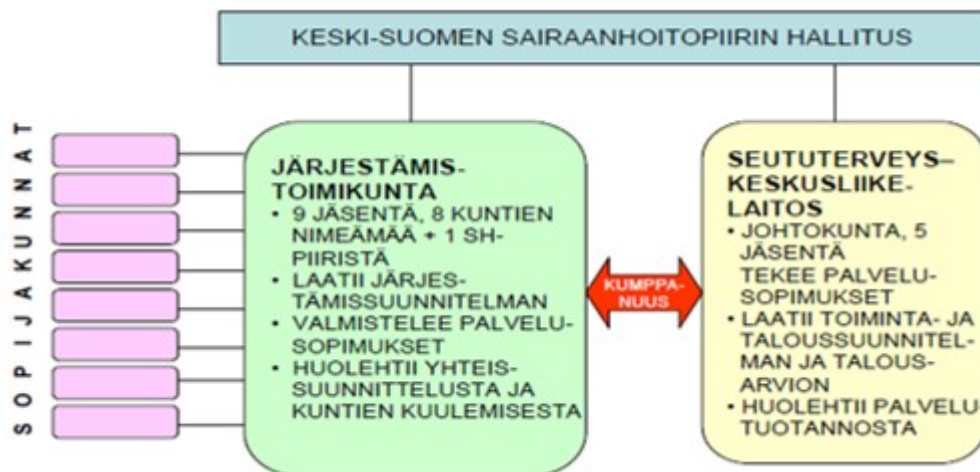 KESKI-SUOMEN SAIRAANHOITOPIIRIN HALLITUS
SOPIJAKUNNAT
JÄRJESTÄMIS-
TOIMIKUNTA
• 9 JÄSENTÄ, 8 KUNTIEN
NIMEÄMÄÄ + 1 SH-
PIIRISTÄ
• LAATII JÄRJES-
TÄMISSUUNNITELMAN
• VALMISTELEE PALVELU-
SOPIMUKSET
• HUOLEHTII YHTEIS-
SUUNNITTELUSTA JA
KUNTIEN KUULEMISESTA
KUMPPA-
NUUS
SEUTUTERVEYS–
KESKUSLIIKE-
LAITOS
• JOHTOKUNTA, 5
JÄSENTÄ
TEKEE PALVELU-
SOPIMUKSET
• LAATII TOIMINTA- JA
TALOUSSUUNNITEL-
MAN JA TALOUS-
ARVION
• HUOLEHTII PALVELU-
TUOTANNOSTA